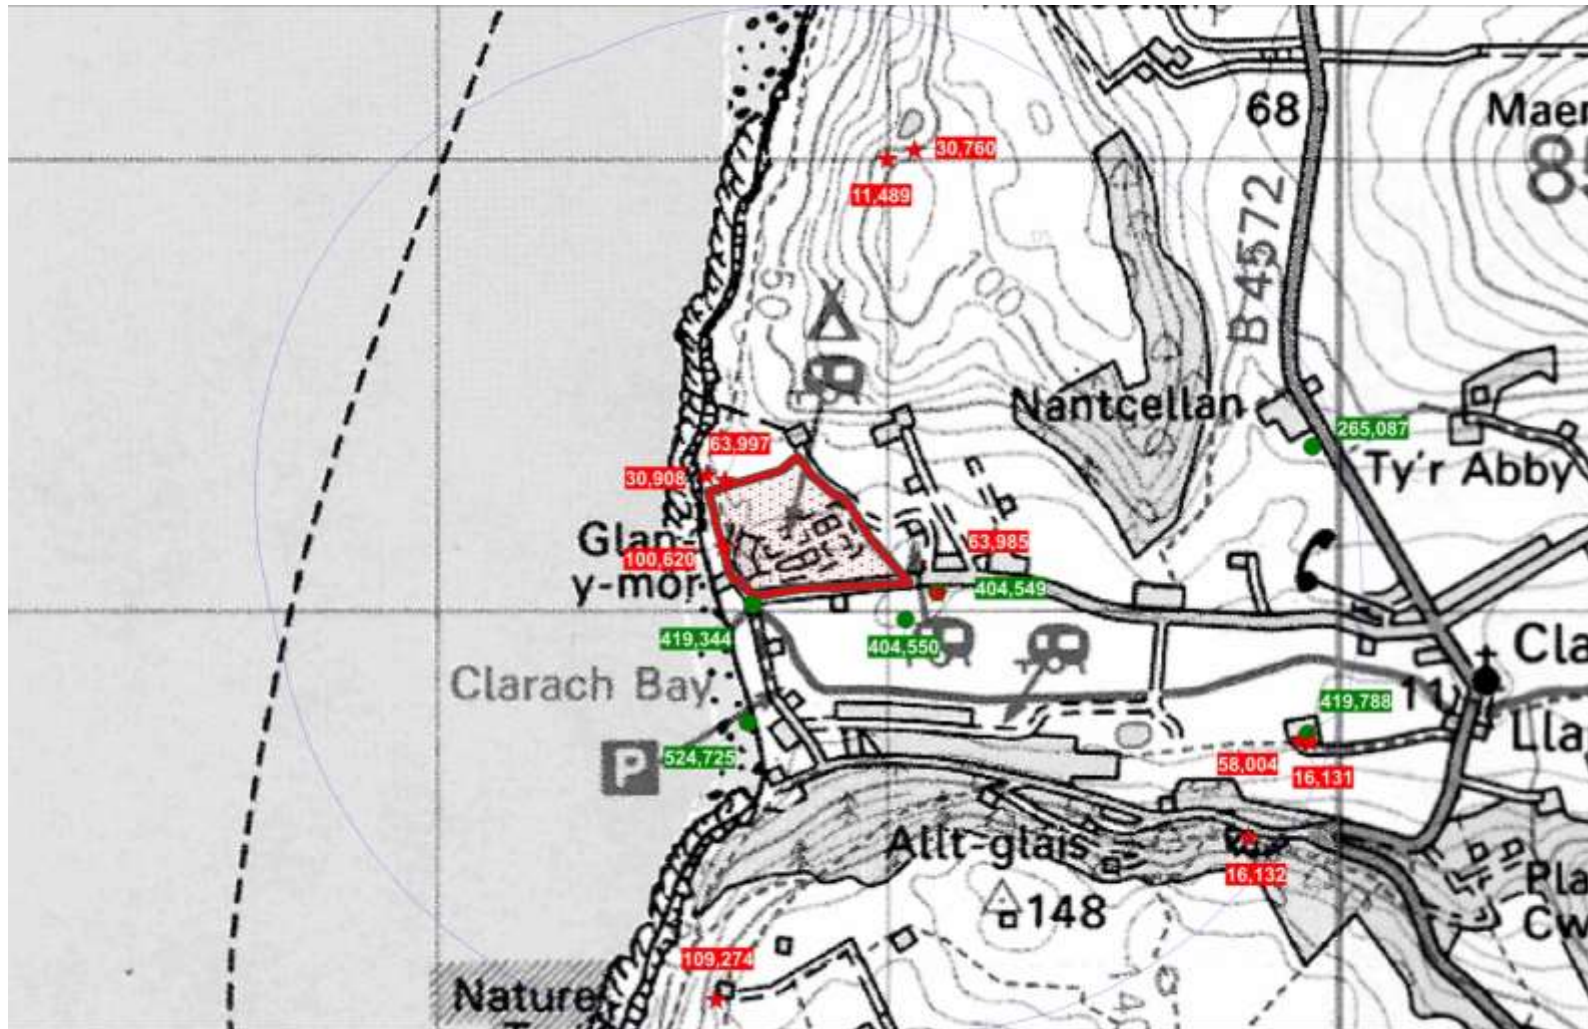 68
Maer
85
30,760
11,489
B 4572
50
100
Nantcellan
265,087
Ty'r Abby
63,997
30,908
Glan-
y-mor
100,620
63,985
404,549
419,344
404,550
Cla
Clarach Bay
11
419,788
Lla
P
524,725
58,004
16,131
Allt-glais
16,132
148
Pla
Cw
109,274
Nature